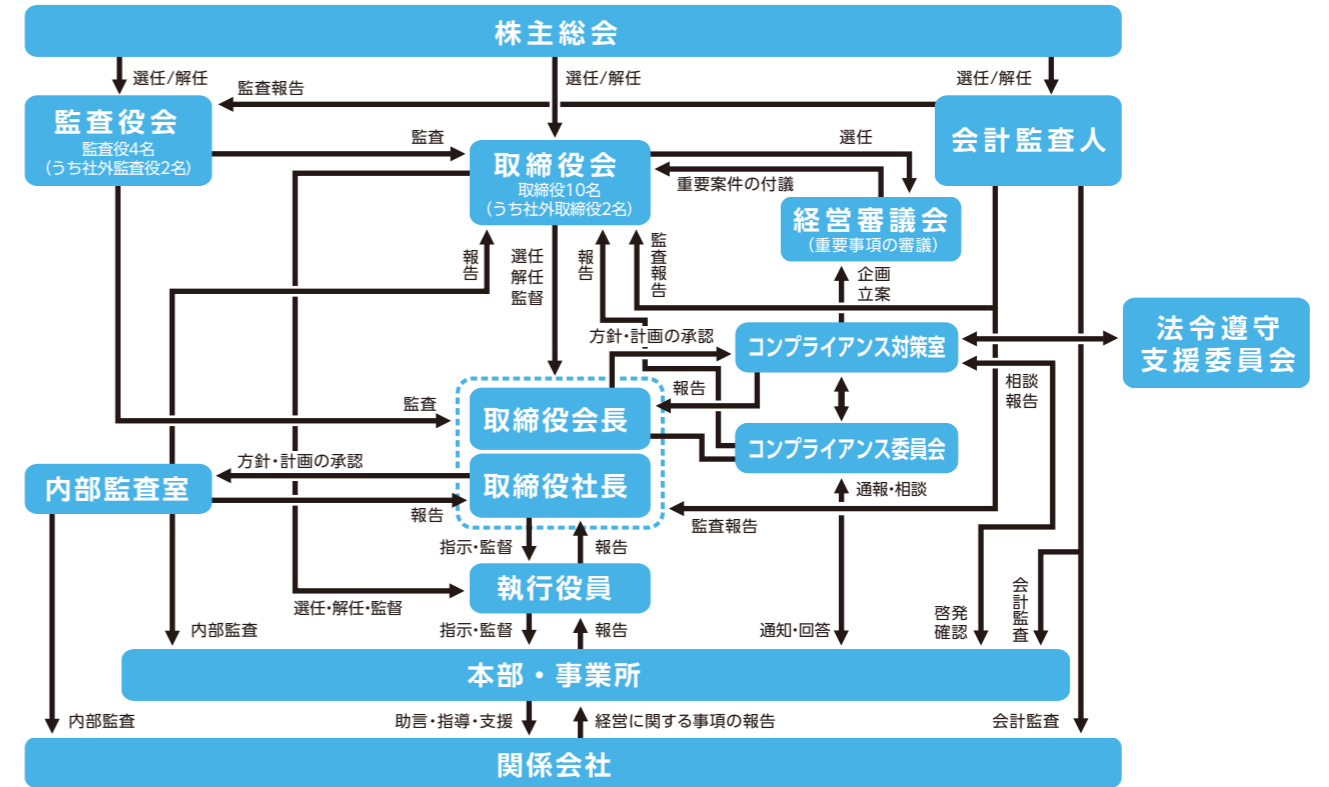 株主総会
選任/解任
選任/解任
選任/解任
監査報告
監査役会
監査役4名
(うち社外監査役2名)
監査
取締役会
取締役10名
(うち社外取締役2名)
選任
重要案件の付議
会計監査人
経営審議会
(重要事項の審議)
報告
選任
解任
監督
報告
監査報告
企画
立案
方針・計画の承認
コンプライアンス対策室
法令遵守
支援委員会
報告
相談
報告
監査
取締役会長
コンプライアンス委員会
方針・計画の承認
内部監査室
取締役社長
報告
通報・相談
監査報告
指示・監督
報告
執行役員
選任・解任・監督
内部監査
指示・監督
報告
通知・回答
啓発
確認
会計監査
本部・事業所
内部監査
助言・指導・支援
経営に関する事項の報告
会計監査
関係会社